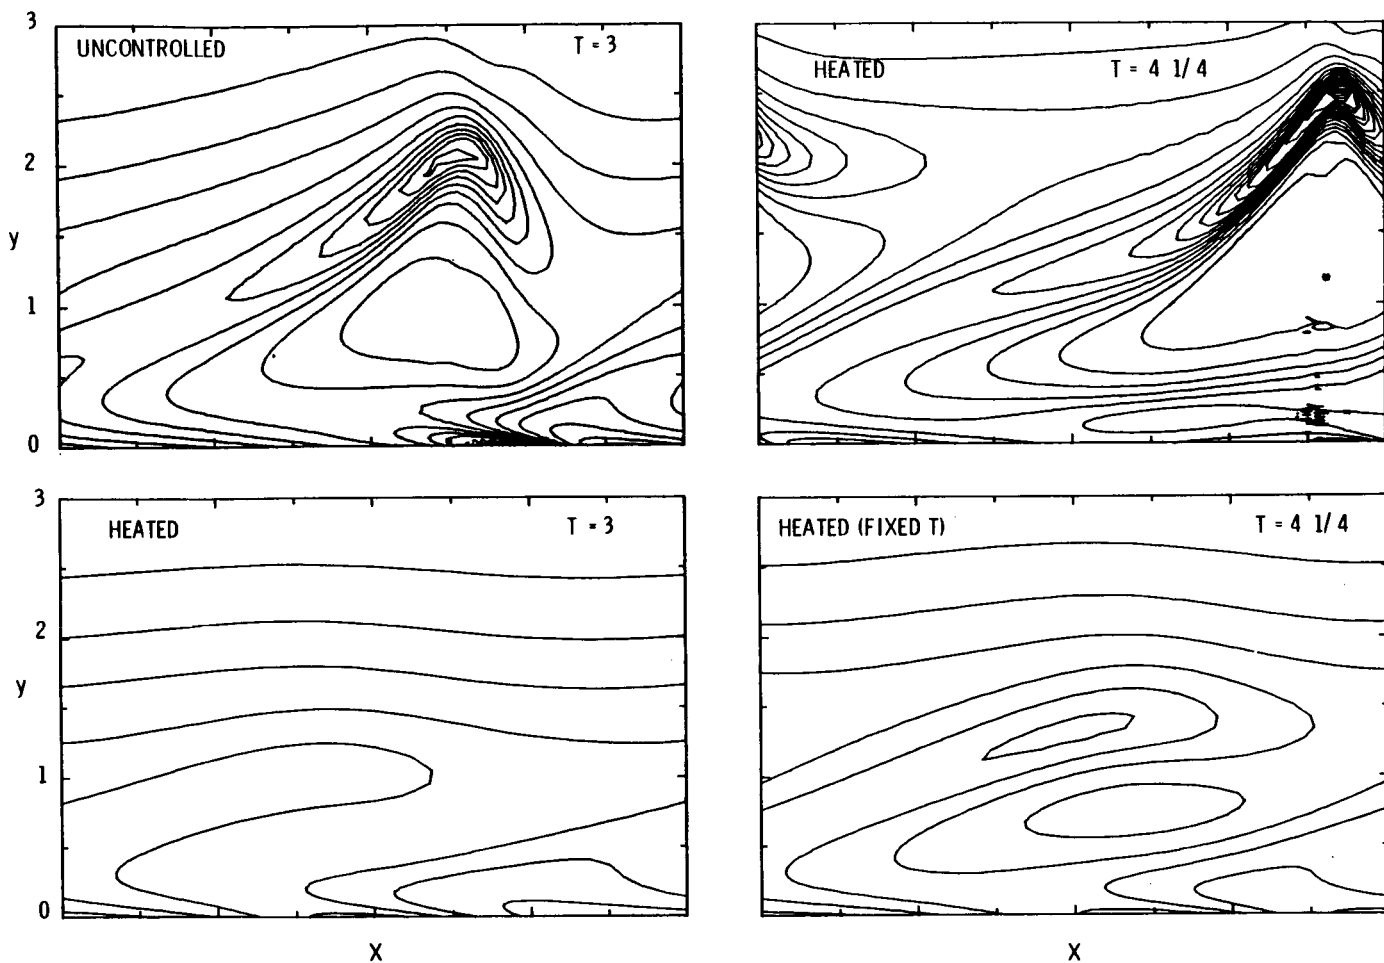 3
UNCONTROLLED T = 3
2
y
1
0
HEATED T = 4 1/4
3
HEATED T = 3
2
y
1
0
X
HEATED (FIXED T) T = 4 1/4
X